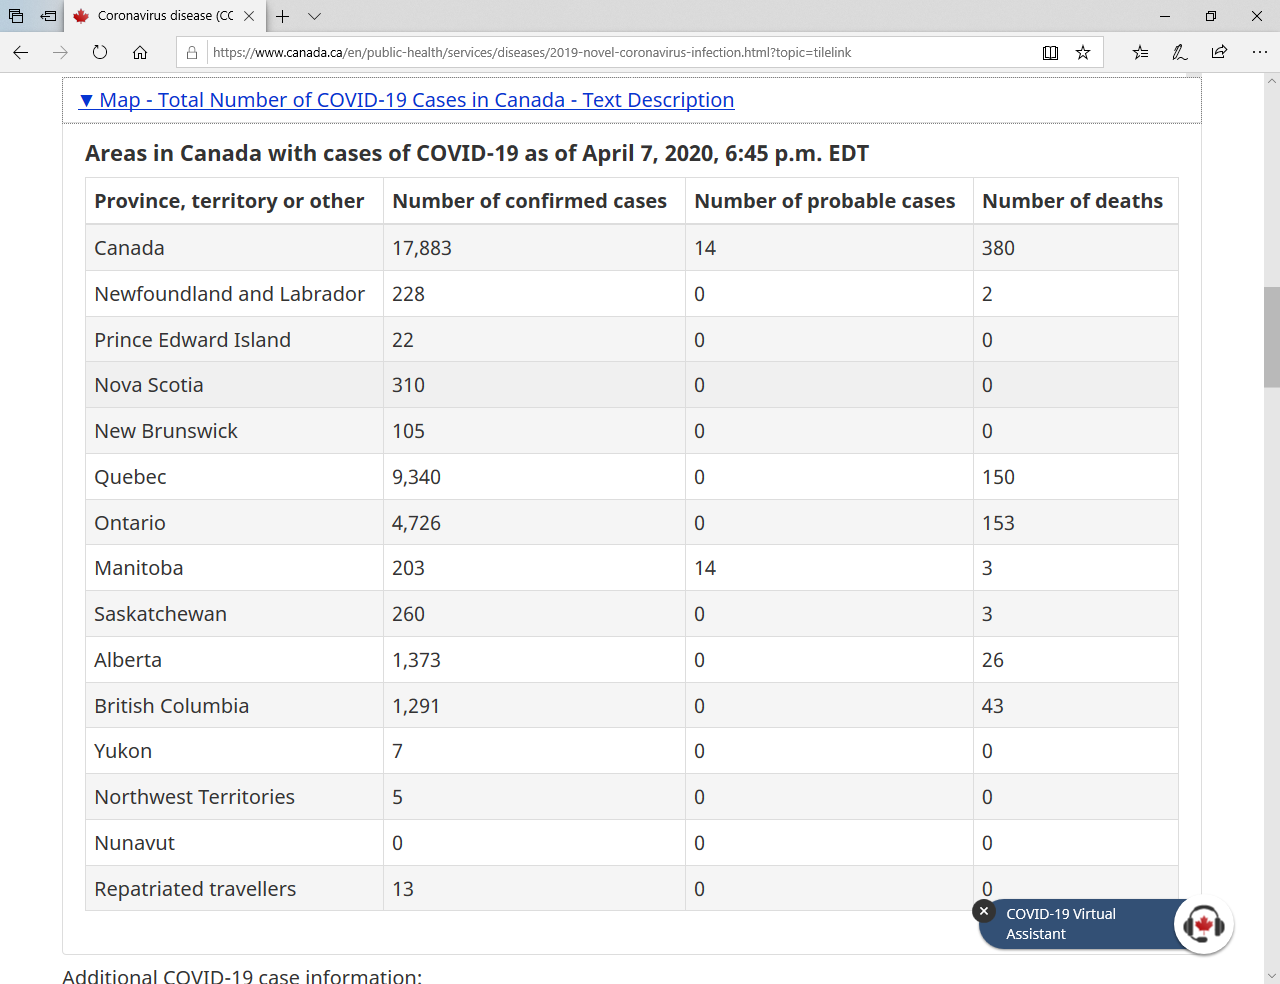 Coronavirus disease (CC
https://www.canada.ca/en/public-health/services/diseases/2019-novel-coronavirus-infection.html?topic=tilelink
▼ Map - Total Number of COVID-19 Cases in Canada - Text Description
Areas in Canada with cases of COVID-19 as of April 7, 2020, 6:45 p.m. EDT
Province, territory or other Number of confirmed cases Number of probable cases Number of deaths
Canada 17,883 14 380
Newfoundland and Labrador 228 0 2
Prince Edward Island 22 0 0
Nova Scotia 310 0 0
New Brunswick 105 0 0
Quebec 9,340 0 150
Ontario 4,726 0 153
Manitoba 203 14 3
Saskatchewan 260 0 3
Alberta 1,373 0 26
British Columbia 1,291 0 43
Yukon 7 0 0
Northwest Territories 5 0 0
Nunavut 0 0 0
Repatriated travellers 13 0 0
COVID-19 Virtual
Assistant
Additional COVID-19 case information: